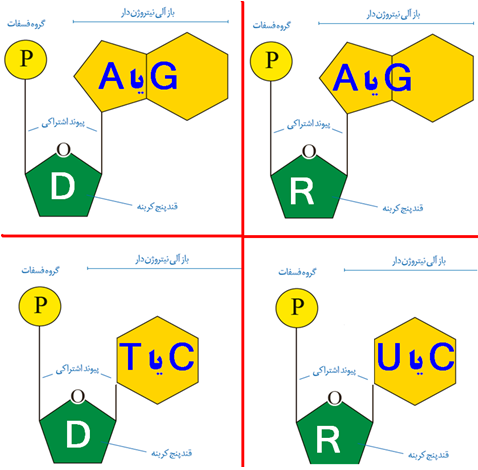 گروه فسفات
باز آلی نیتروژن دار
P
A یا G
پیوند اشتراکی
O
D
قند پنج کربنه
گروه فسفات
باز آلی نیتروژن دار
P
A یا G
پیوند اشتراکی
O
R
قند پنج کربنه
گروه فسفات
باز آلی نیتروژن دار
P
T یا C
پیوند اشتراکی
O
D
قند پنج کربنه
گروه فسفات
باز آلی نیتروژن دار
P
U یا C
پیوند اشتراکی
O
R
قند پنج کربنه